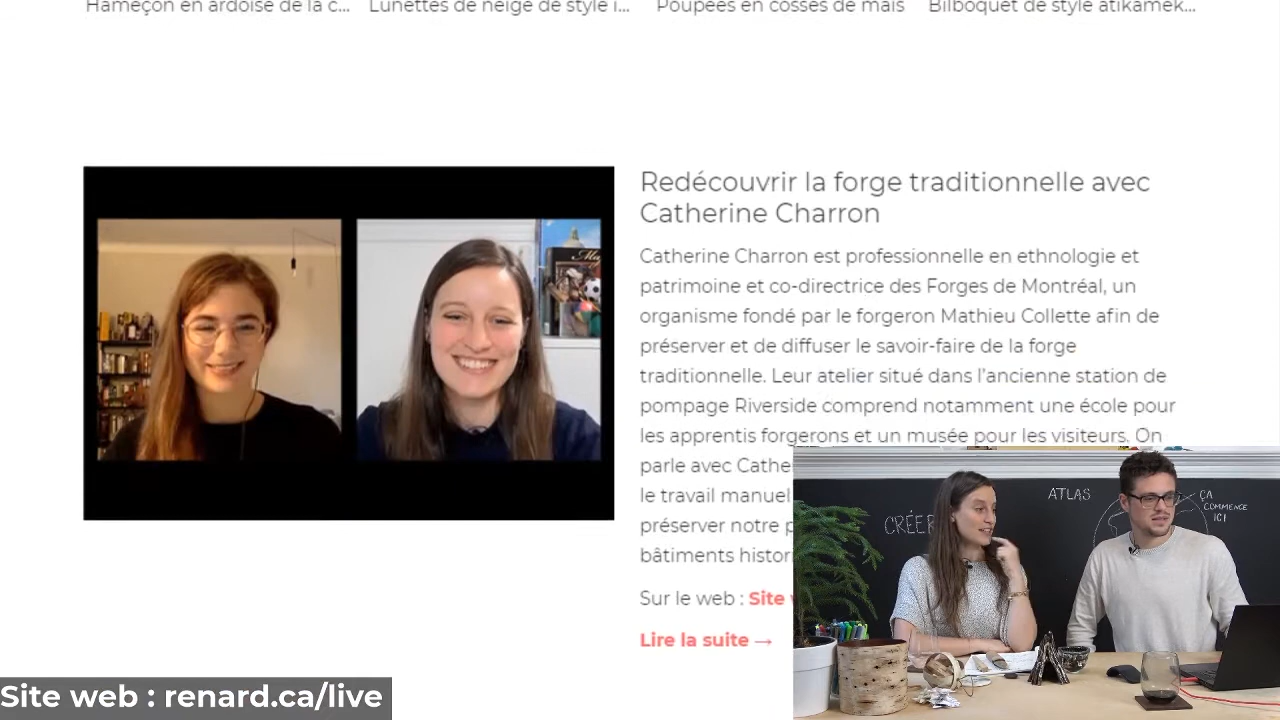 Hameçon en ardoise de la c...
Lunettes de neige de style i...
Poupées en cosses de maïs
Bilboquet de style atikamek...
Redécouvrir la forge traditionnelle avec
Catherine Charron
Catherine Charron est professionnelle en ethnologie et
patrimoine et co-directrice des Forges de Montréal, un
organisme fondé par le forgeron Mathieu Collette afin de
préserver et de diffuser le savoir-faire de la forge
traditionnelle. Leur atelier situé dans l'ancienne station de
pompage Riverside comprend notamment une école pour
les apprentis forgerons et un musée pour les visiteurs. On
parle avec Cathe
le travail manuel
préserver notre p
bâtiments histori
Sur le web : Site
Lire la suite →
CRÉER
ATLAS
ÇA
COMMENCE
ICI
Site web : renard.ca/live